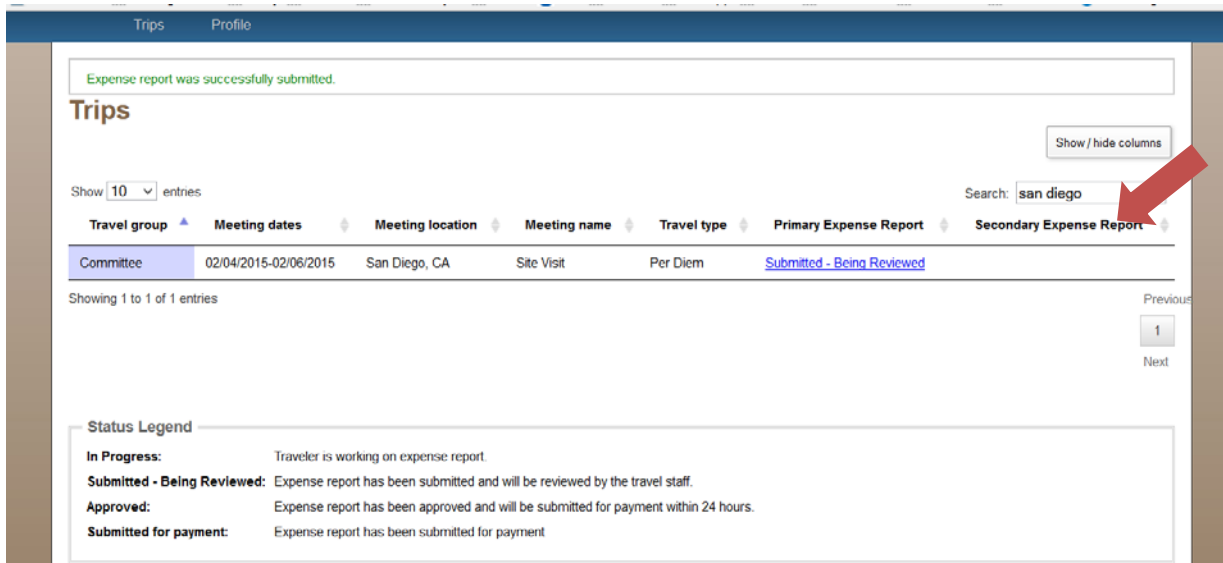 Trips Profile
Expense report was successfully submitted.
Trips
Show / hide columns
Show 10 entries Search: san diego
Travel group Meeting dates Meeting location Meeting name Travel type Primary Expense Report Secondary Expense Report
Committee 02/04/2015-02/06/2015 San Diego, CA Site Visit Per Diem Submitted - Being Reviewed
Showing 1 to 1 of 1 entries Previous
1
Next
Status Legend
In Progress: Traveler is working on expense report.
Submitted - Being Reviewed: Expense report has been submitted and will be reviewed by the travel staff.
Approved: Expense report has been approved and will be submitted for payment within 24 hours.
Submitted for payment: Expense report has been submitted for payment